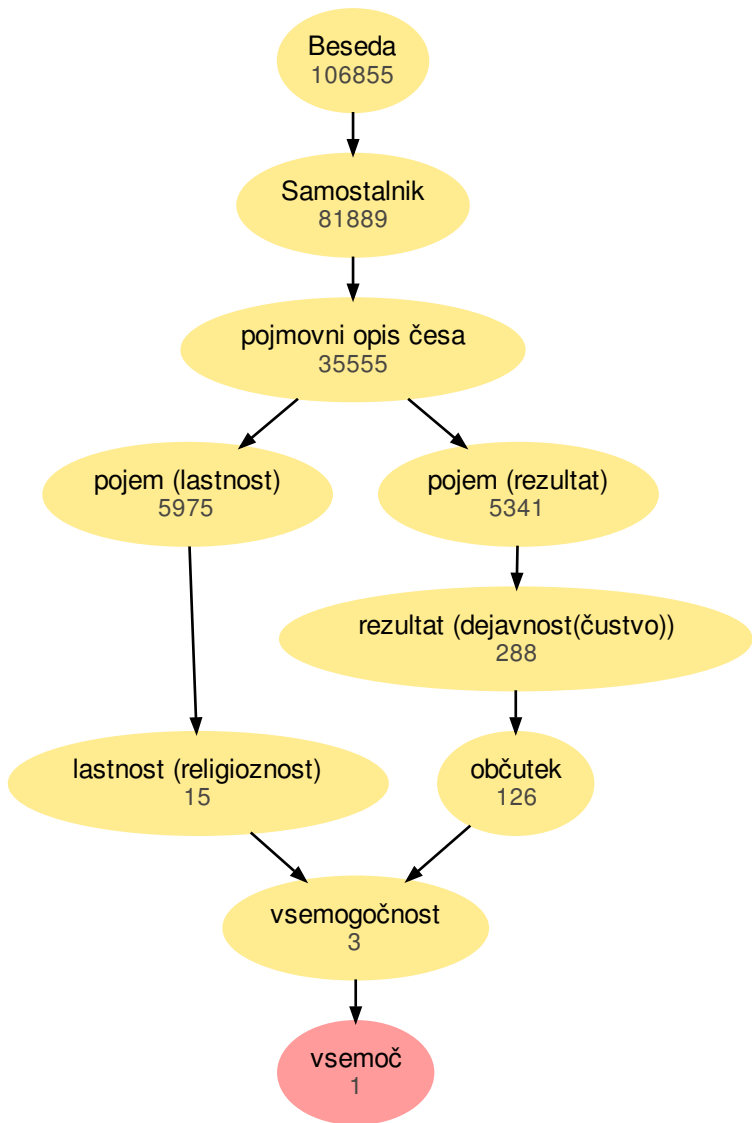 Beseda
106855
Samostalnik
81889
pojmovni opis česa
35555
pojem (lastnost)
5975
pojem (rezultat)
5341
rezultat (dejavnost(čustvo))
288
lastnost (religioznost)
15
občutek
126
vsemogočnost
3
vsemoč
1